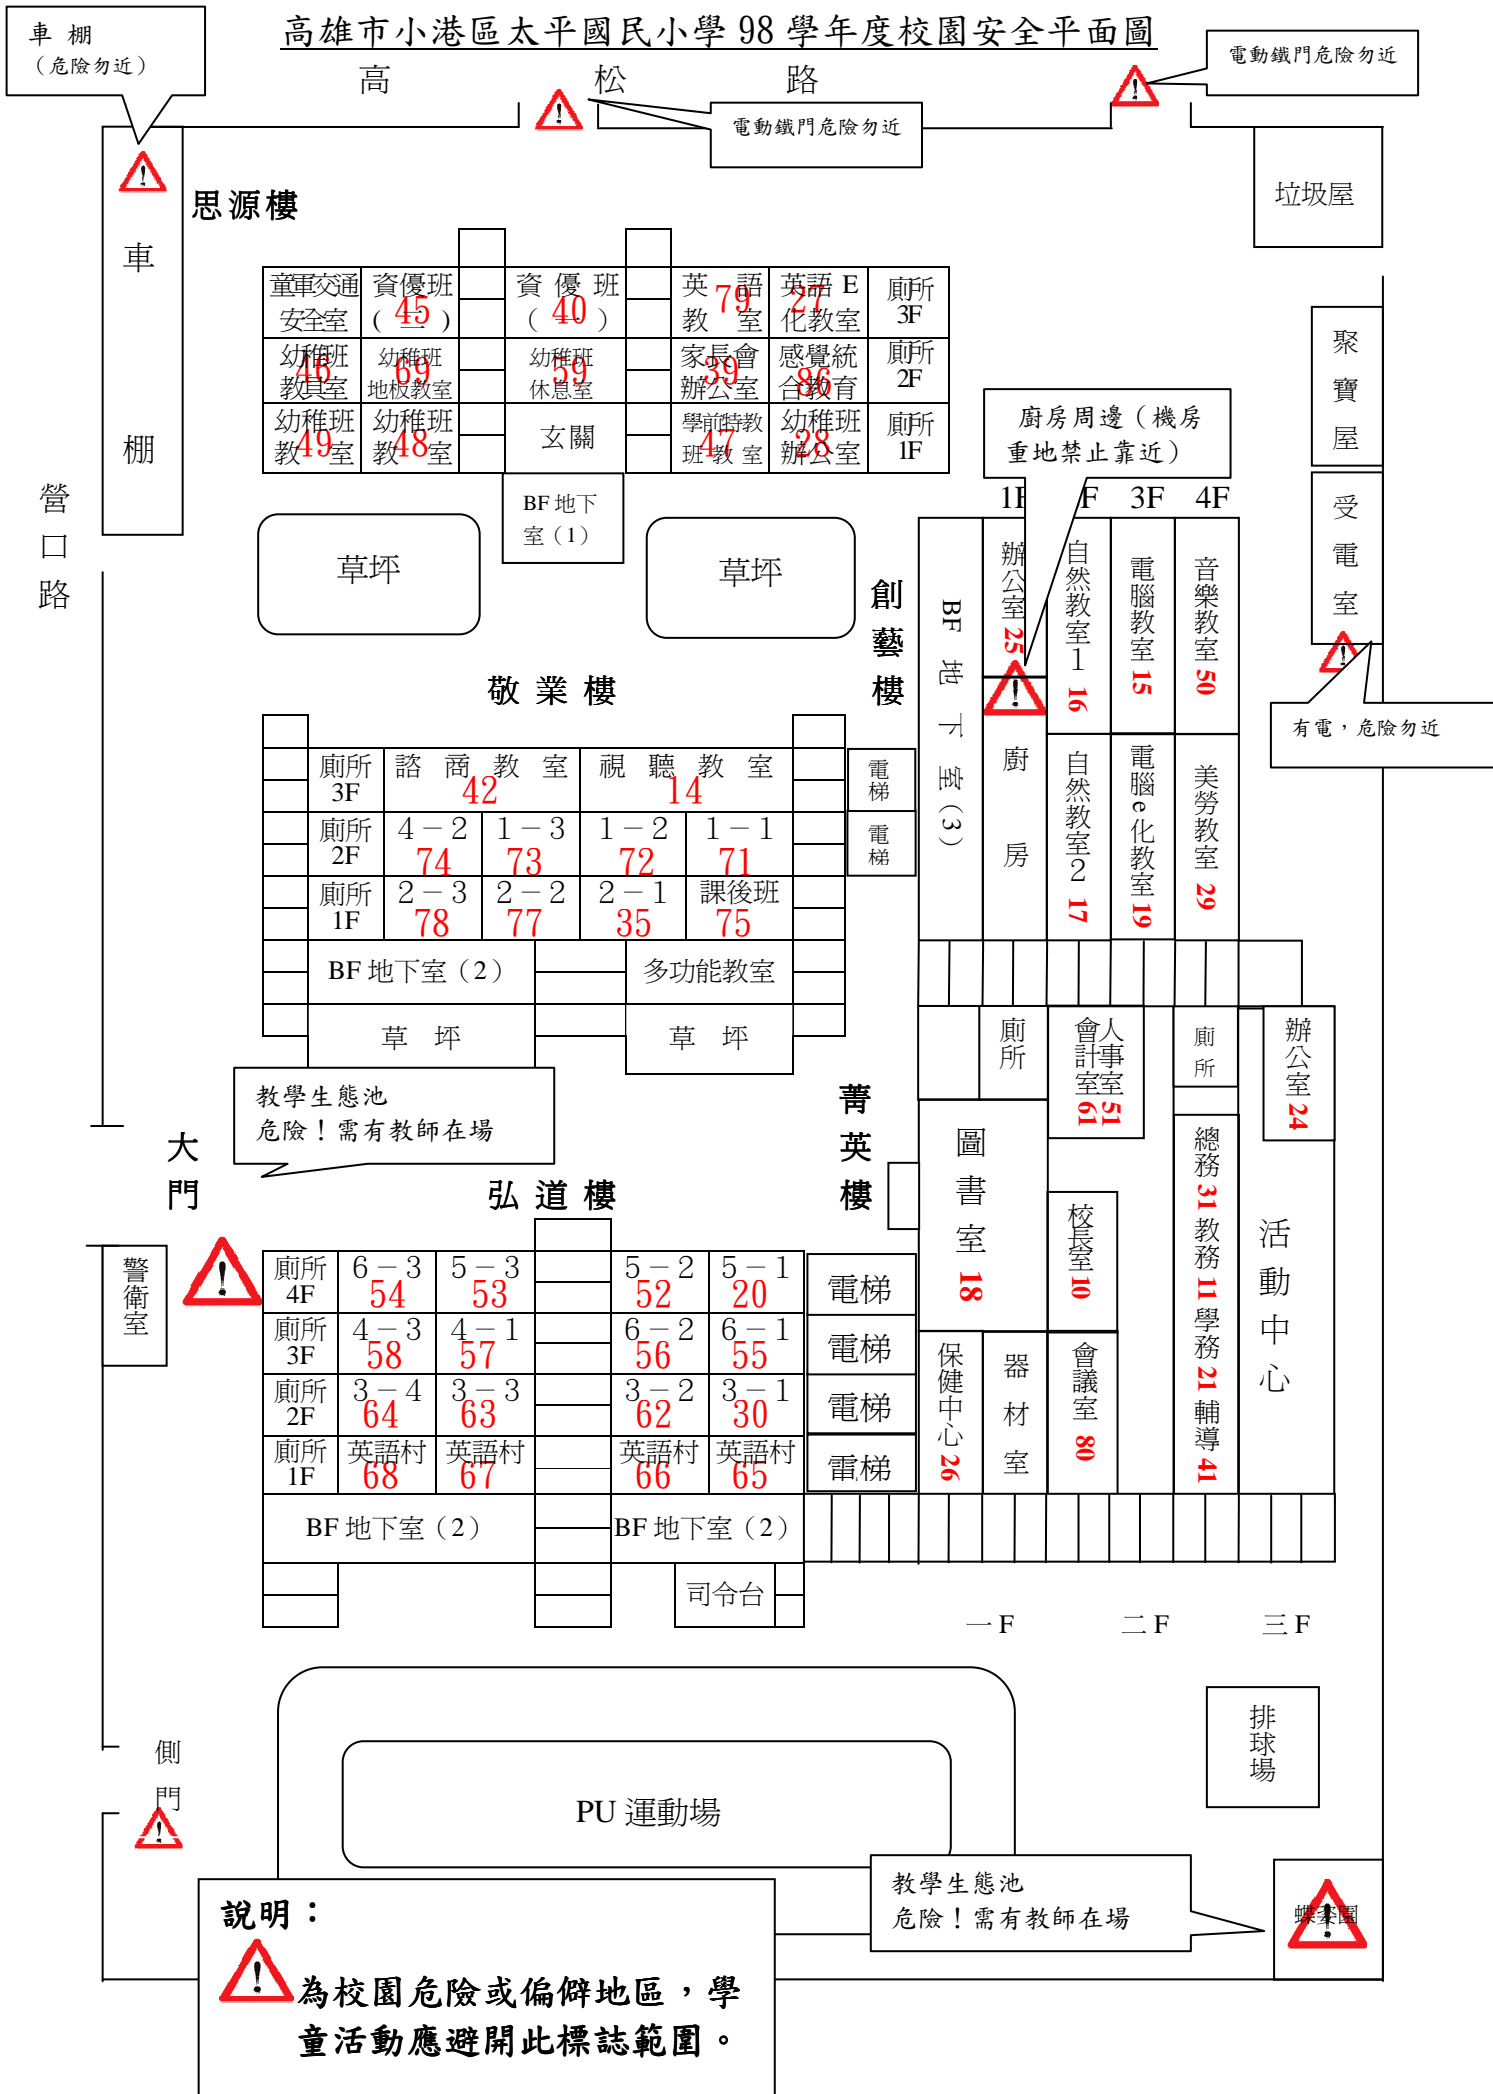 高雄市小港區太平國民小學 98 學年度校園安全平面圖
車 棚
（危險勿近）
高 松 路
電動鐵門危險勿近
電動鐵門危險勿近
垃圾屋
思源樓
車棚
童軍交通安全室
資優班(二) 45
資優班(一) 40
英語教室 79
英語E化教室 27
廁所 3F
幼稚班教具室 46
幼稚班地板教室 69
幼稚班休息室 59
家長會辦公室 39
感覺統合教育 86
廁所 2F
幼稚班教室 49
幼稚班教室 48
玄關
學前特教班教室 47
幼稚班辦公室 28
廁所 1F
BF 地下室（1）
草坪
草坪
營口路
聚寶屋
受電室
有電，危險勿近
廚房周邊（機房
重地禁止靠近）
1F F 3F 4F
創藝樓
BF 地下室(3)
辦公室 25
廚房
自然教室1 16
自然教室2 17
電腦教室 15
電腦e化教室 19
音樂教室 50
美勞教室 29
敬業樓
廁所 3F
諮商教室 42
視聽教室 14
電梯
廁所 2F
4－2 74
1－3 73
1－2 72
1－1 71
電梯
廁所 1F
2－3 78
2－2 77
2－1 35
課後班 75
BF 地下室（2）
多功能教室
草 坪
草 坪
教學生態池
危險！需有教師在場
大門
菁英樓
廁所
會計室 61
人事室 51
廁所
辦公室 24
圖書室 18
校長室 10
總務 31 教務 11 學務 21 輔導 41
活動中心
保健中心 26
器材室
會議室 80
警衛室
弘道樓
廁所 4F
6－3 54
5－3 53
5－2 52
5－1 20
電梯
廁所 3F
4－3 58
4－1 57
6－2 56
6－1 55
電梯
廁所 2F
3－4 64
3－3 63
3－2 62
3－1 30
電梯
廁所 1F
英語村 68
英語村 67
英語村 66
英語村 65
電梯
BF 地下室（2）
BF 地下室（2）
司令台
一F 二F 三F
側門
排球場
PU 運動場
教學生態池
危險！需有教師在場
蝶委園
說明：
為校園危險或偏僻地區，學
童活動應避開此標誌範圍。